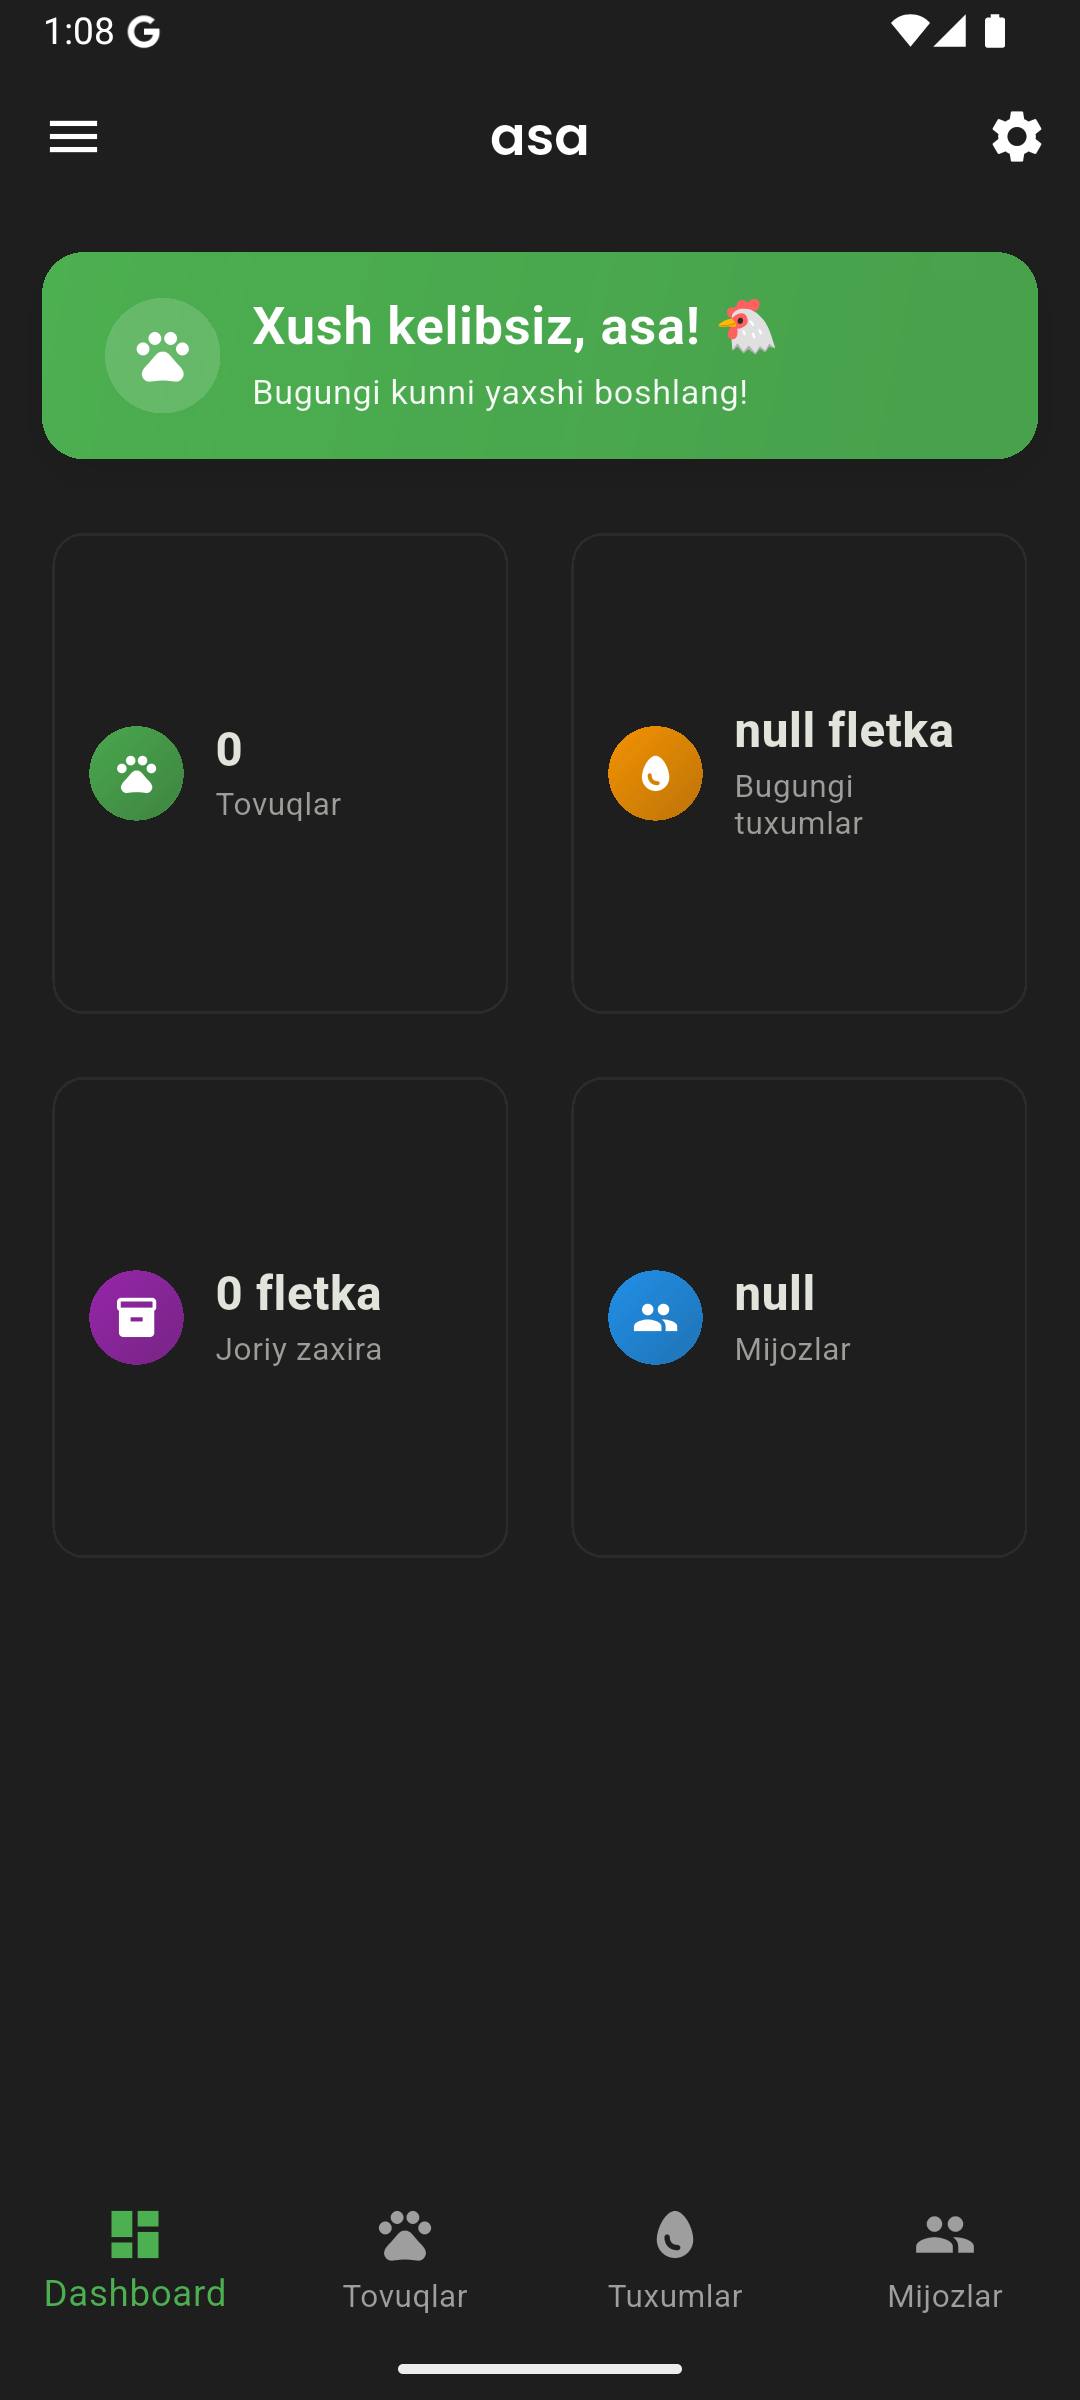 1:08
asa
Xush kelibsiz, asa! 🐔
Bugungi kunni yaxshi boshlang!
0
Tovuqlar
null fletka
Bugungi
tuxumlar
0 fletka
Joriy zaxira
null
Mijozlar
Dashboard
Tovuqlar
Tuxumlar
Mijozlar